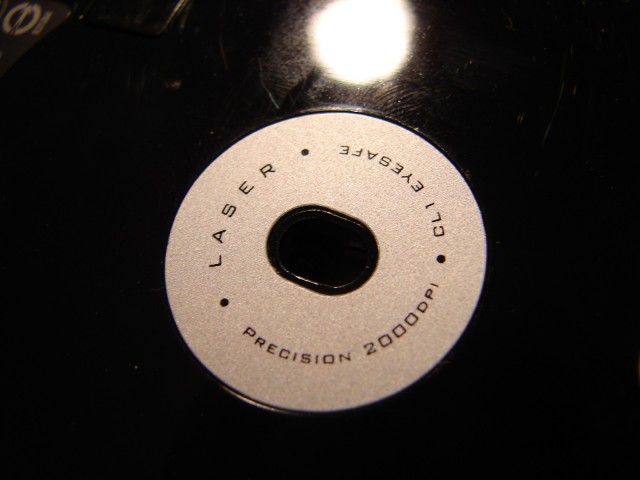 LASER
CL1 EYESAFE
PRECISION 2000DPI